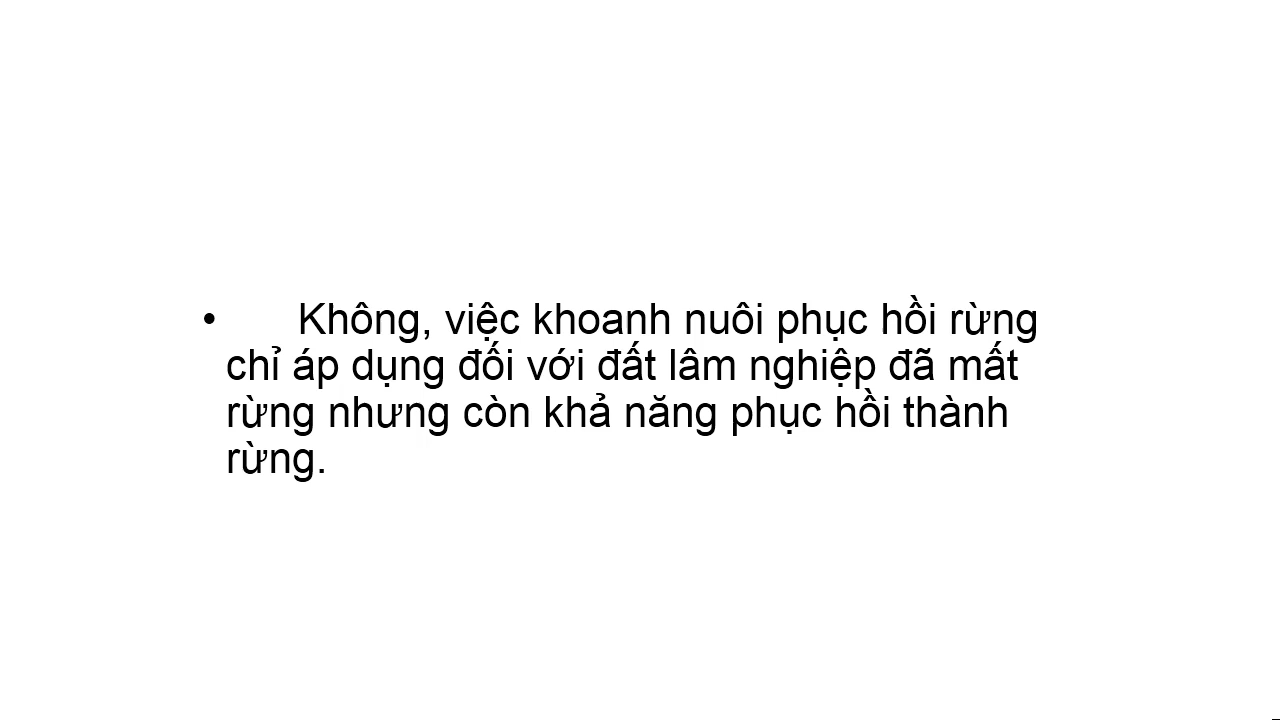 • Không, việc khoanh nuôi phục hồi rừng
chỉ áp dụng đối với đất lâm nghiệp đã mất
rừng nhưng còn khả năng phục hồi thành
rừng.